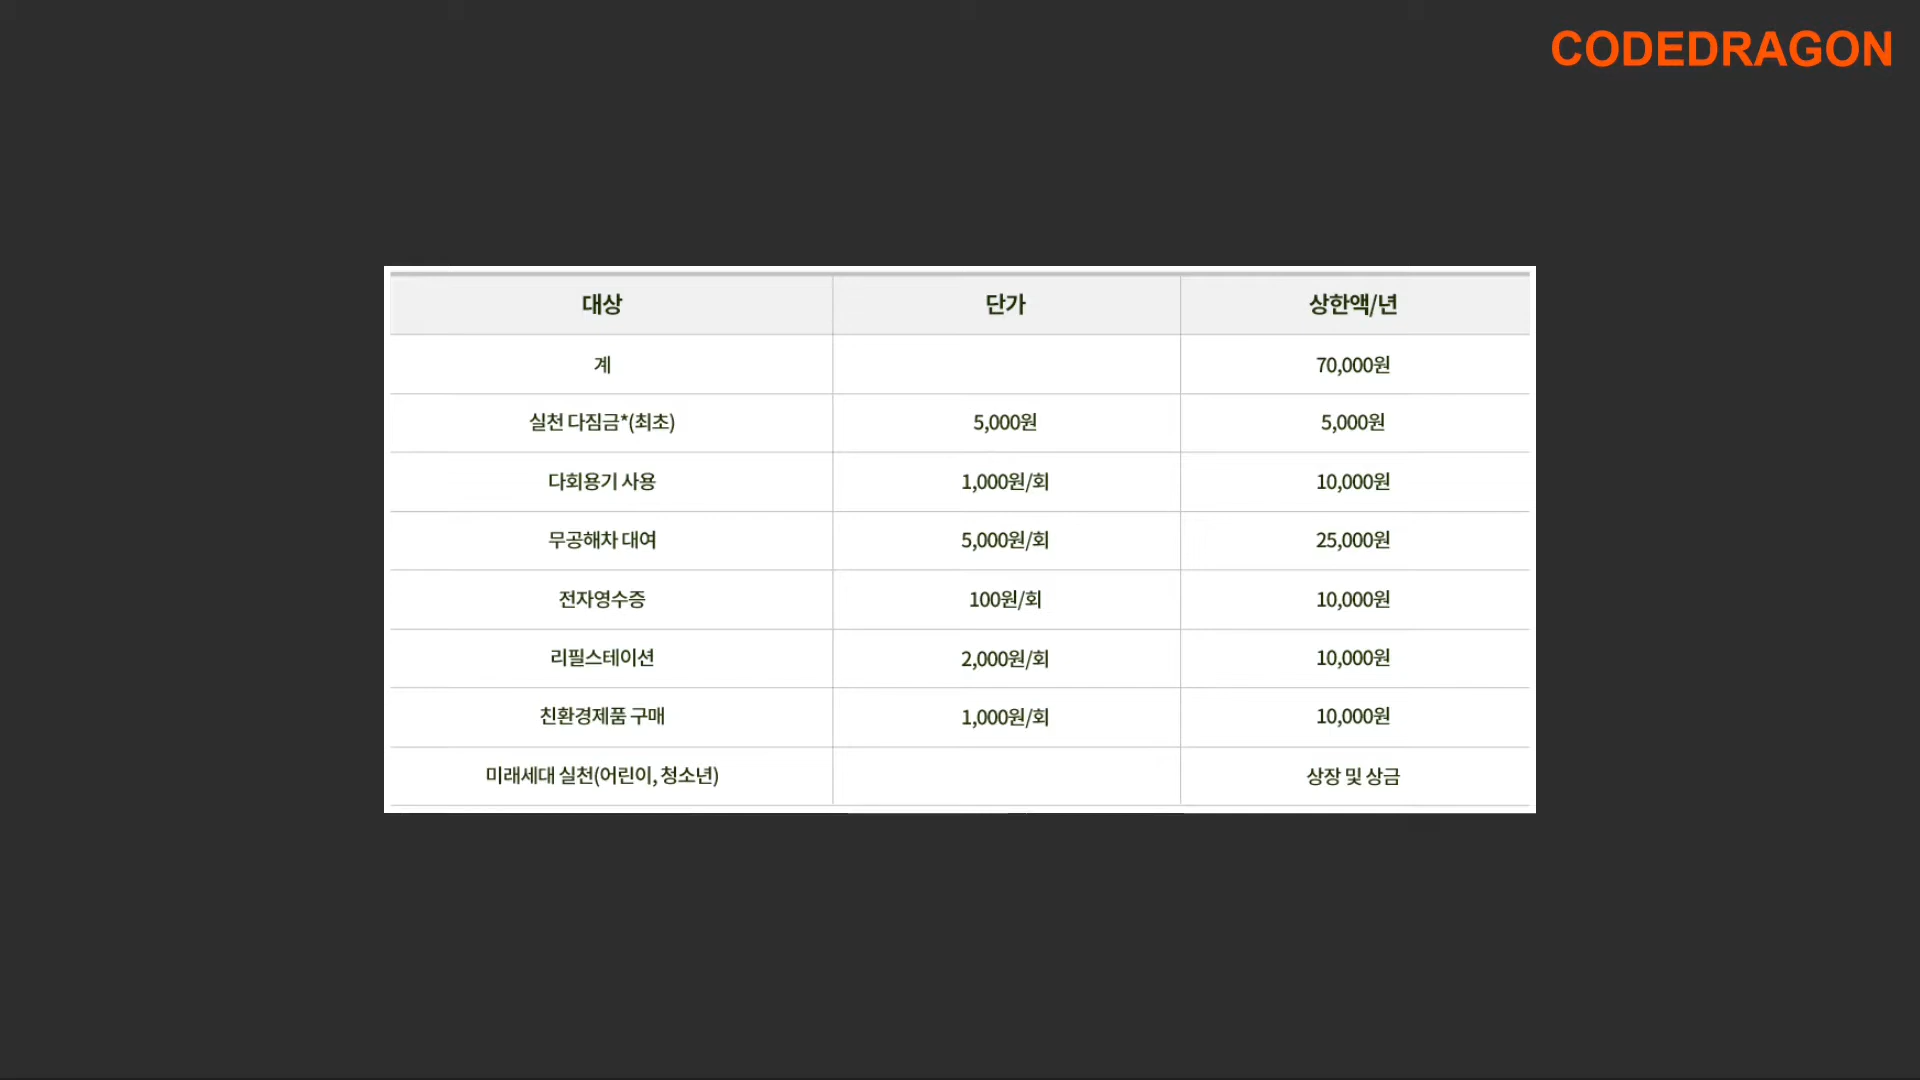 CODEDRAGON
대상 단가 상한액/년
계 70,000원
실천 다짐금*(최초) 5,000원 5,000원
다회용기 사용 1,000원/회 10,000원
무공해차 대여 5,000원/회 25,000원
전자영수증 100원/회 10,000원
리필스테이션 2,000원/회 10,000원
친환경제품 구매 1,000원/회 10,000원
미래세대 실천(어린이, 청소년) 상장 및 상금